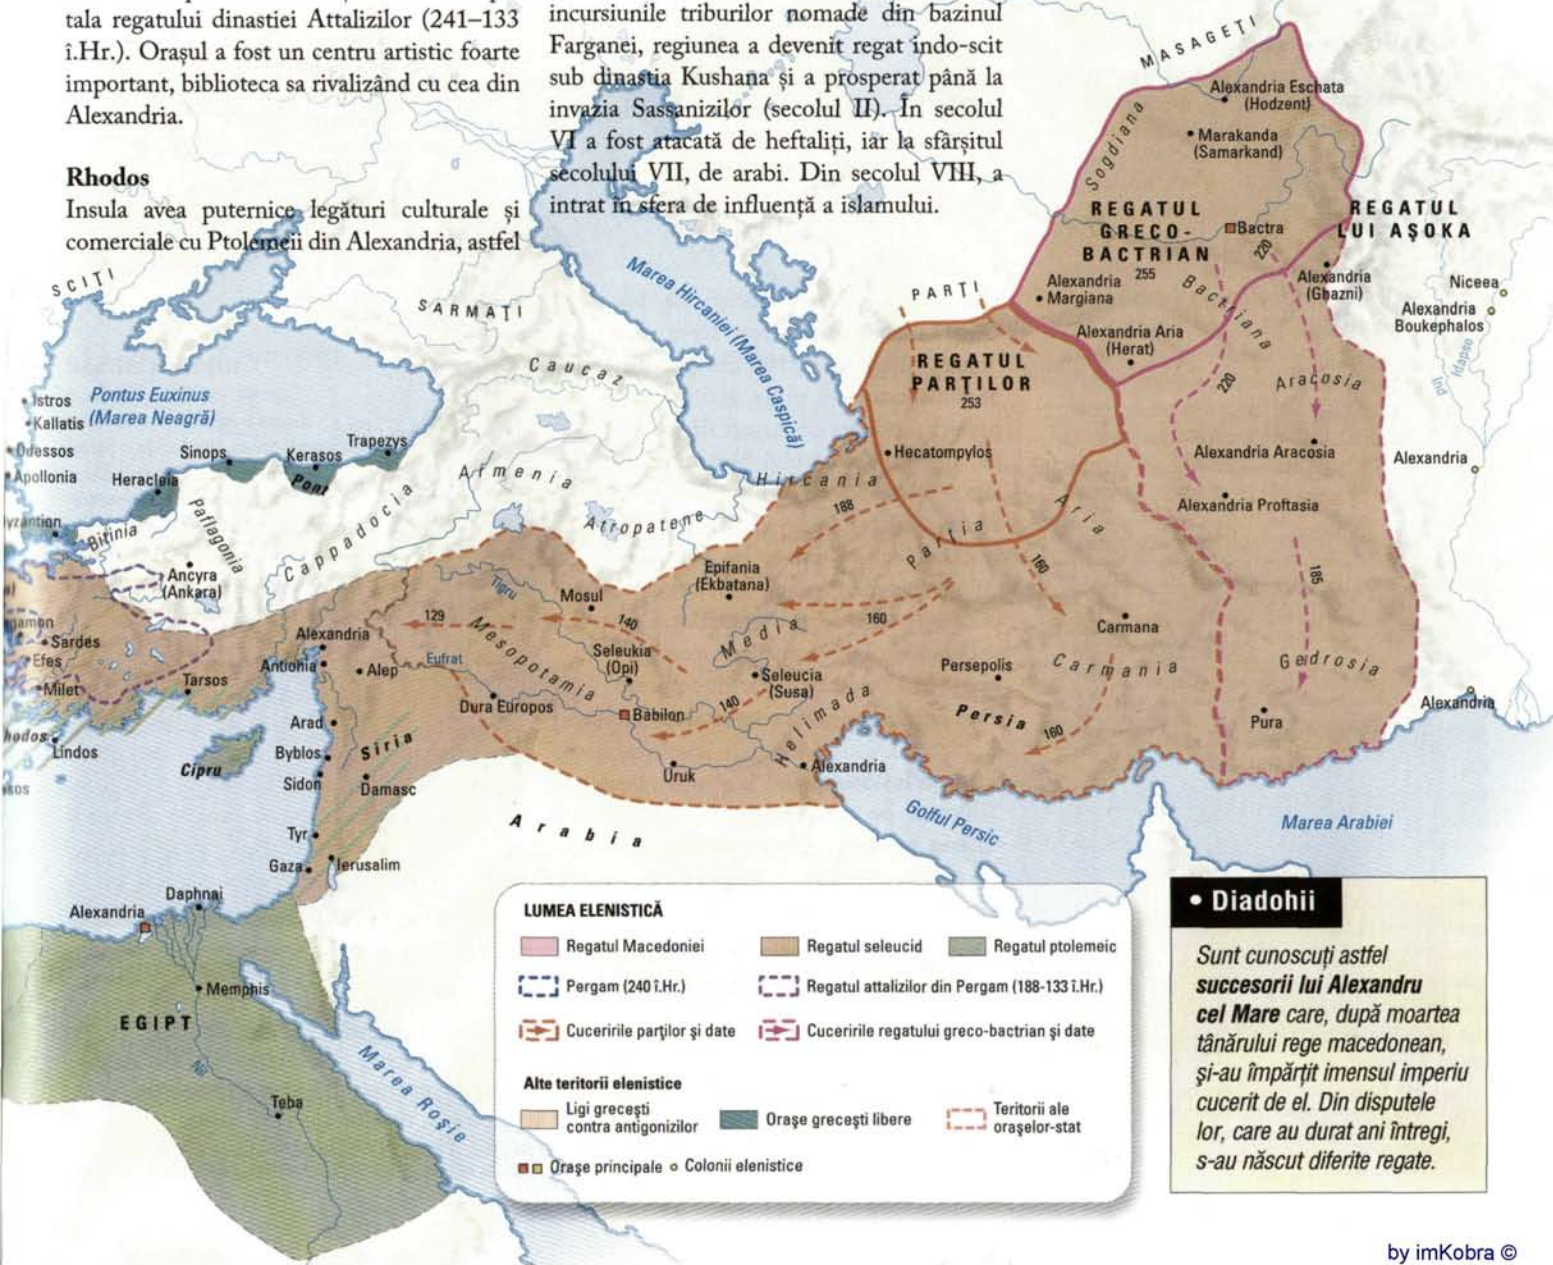 tala regatului dinastiei Attalizilor (241–133
î.Hr.). Orașul a fost un centru artistic foarte
important, biblioteca sa rivalizând cu cea din
Alexandria.
Rhodos
Insula avea puternice legături culturale și
comerciale cu Ptolemeii din Alexandria, astfel
incursiunile triburilor nomade din bazinul
Farganei, regiunea a devenit regat indo-scit
sub dinastia Kushana și a prosperat până la
invazia Sassanizilor (secolul II). În secolul
VI a fost atacată de heftaliți, iar la sfârșitul
secolului VII, de arabi. Din secolul VIII, a
intrat în sfera de influență a islamului.
MASAGEȚI
Alexandria Eschata
(Hodzent)
Marakanda
(Samarkand)
Sogdiana
REGATUL
GRECO-
BACTRIAN
255
Bactra
220
Bactriana
REGATUL
LUI AȘOKA
Alexandria
(Ghazni)
Niceea
Alexandria
Boukephalos
Idapso
Ind
Alexandria
Margiana
Alexandria Aria
(Herat)
SCIȚI
SARMAȚI
PARȚI
Marea Hircaniei (Marea Caspică)
Caucaz
REGATUL
PARȚILOR
253
220
Aracosia
Istros
Kallatis
Odessos
Apollonia
Pontus Euxinus
(Marea Neagră)
Sinops
Kerasos
Trapezys
Heracleia
Pont
Armenia
Hircania
Hecatompylos
Alexandria Aracosia
Alexandria
Alexandria Proftasia
yzantion
Bitinia
Paflagonia
Cappadocia
Atropatene
188
Parția
Aria
Ancyra
(Ankara)
Tigru
Mosul
Epifania
(Ekbatana)
160
185
gamon
Sardes
Efes
Milet
Tarsos
Alexandria
Antiohia
Alep
129
Mesopotamia
140
Eufrat
Seleukia
(Opi)
Media
160
Seleucia
(Susa)
Persepolis
Carmana
Carmania
Gedrosia
Dura Europos
Babilon
140
Helimada
Persia
160
Pura
Alexandria
hodos
Lindos
kos
Cipru
Arad
Byblos
Sidon
Siria
Damasc
Uruk
Alexandria
Tyr
Gaza
Ierusalim
Arabia
Golful Persic
Marea Arabiei
Daphnai
Alexandria
Memphis
EGIPT
Nil
Teba
Marea Roșie
LUMEA ELENISTICĂ
Regatul Macedoniei
Regatul seleucid
Regatul ptolemeic
Pergam (240 î.Hr.)
Regatul attalizilor din Pergam (188-133 î.Hr.)
Cuceririle parților și date
Cuceririle regatului greco-bactrian și date
Alte teritorii elenistice
Ligi grecești
contra antigonizilor
Orașe grecești libere
Teritorii ale
orașelor-stat
Orașe principale
Colonii elenistice
• Diadohii
Sunt cunoscuți astfel
succesorii lui Alexandru
cel Mare care, după moartea
tânărului rege macedonean,
și-au împărțit imensul imperiu
cucerit de el. Din disputele
lor, care au durat ani întregi,
s-au născut diferite regate.
by imKobra ©